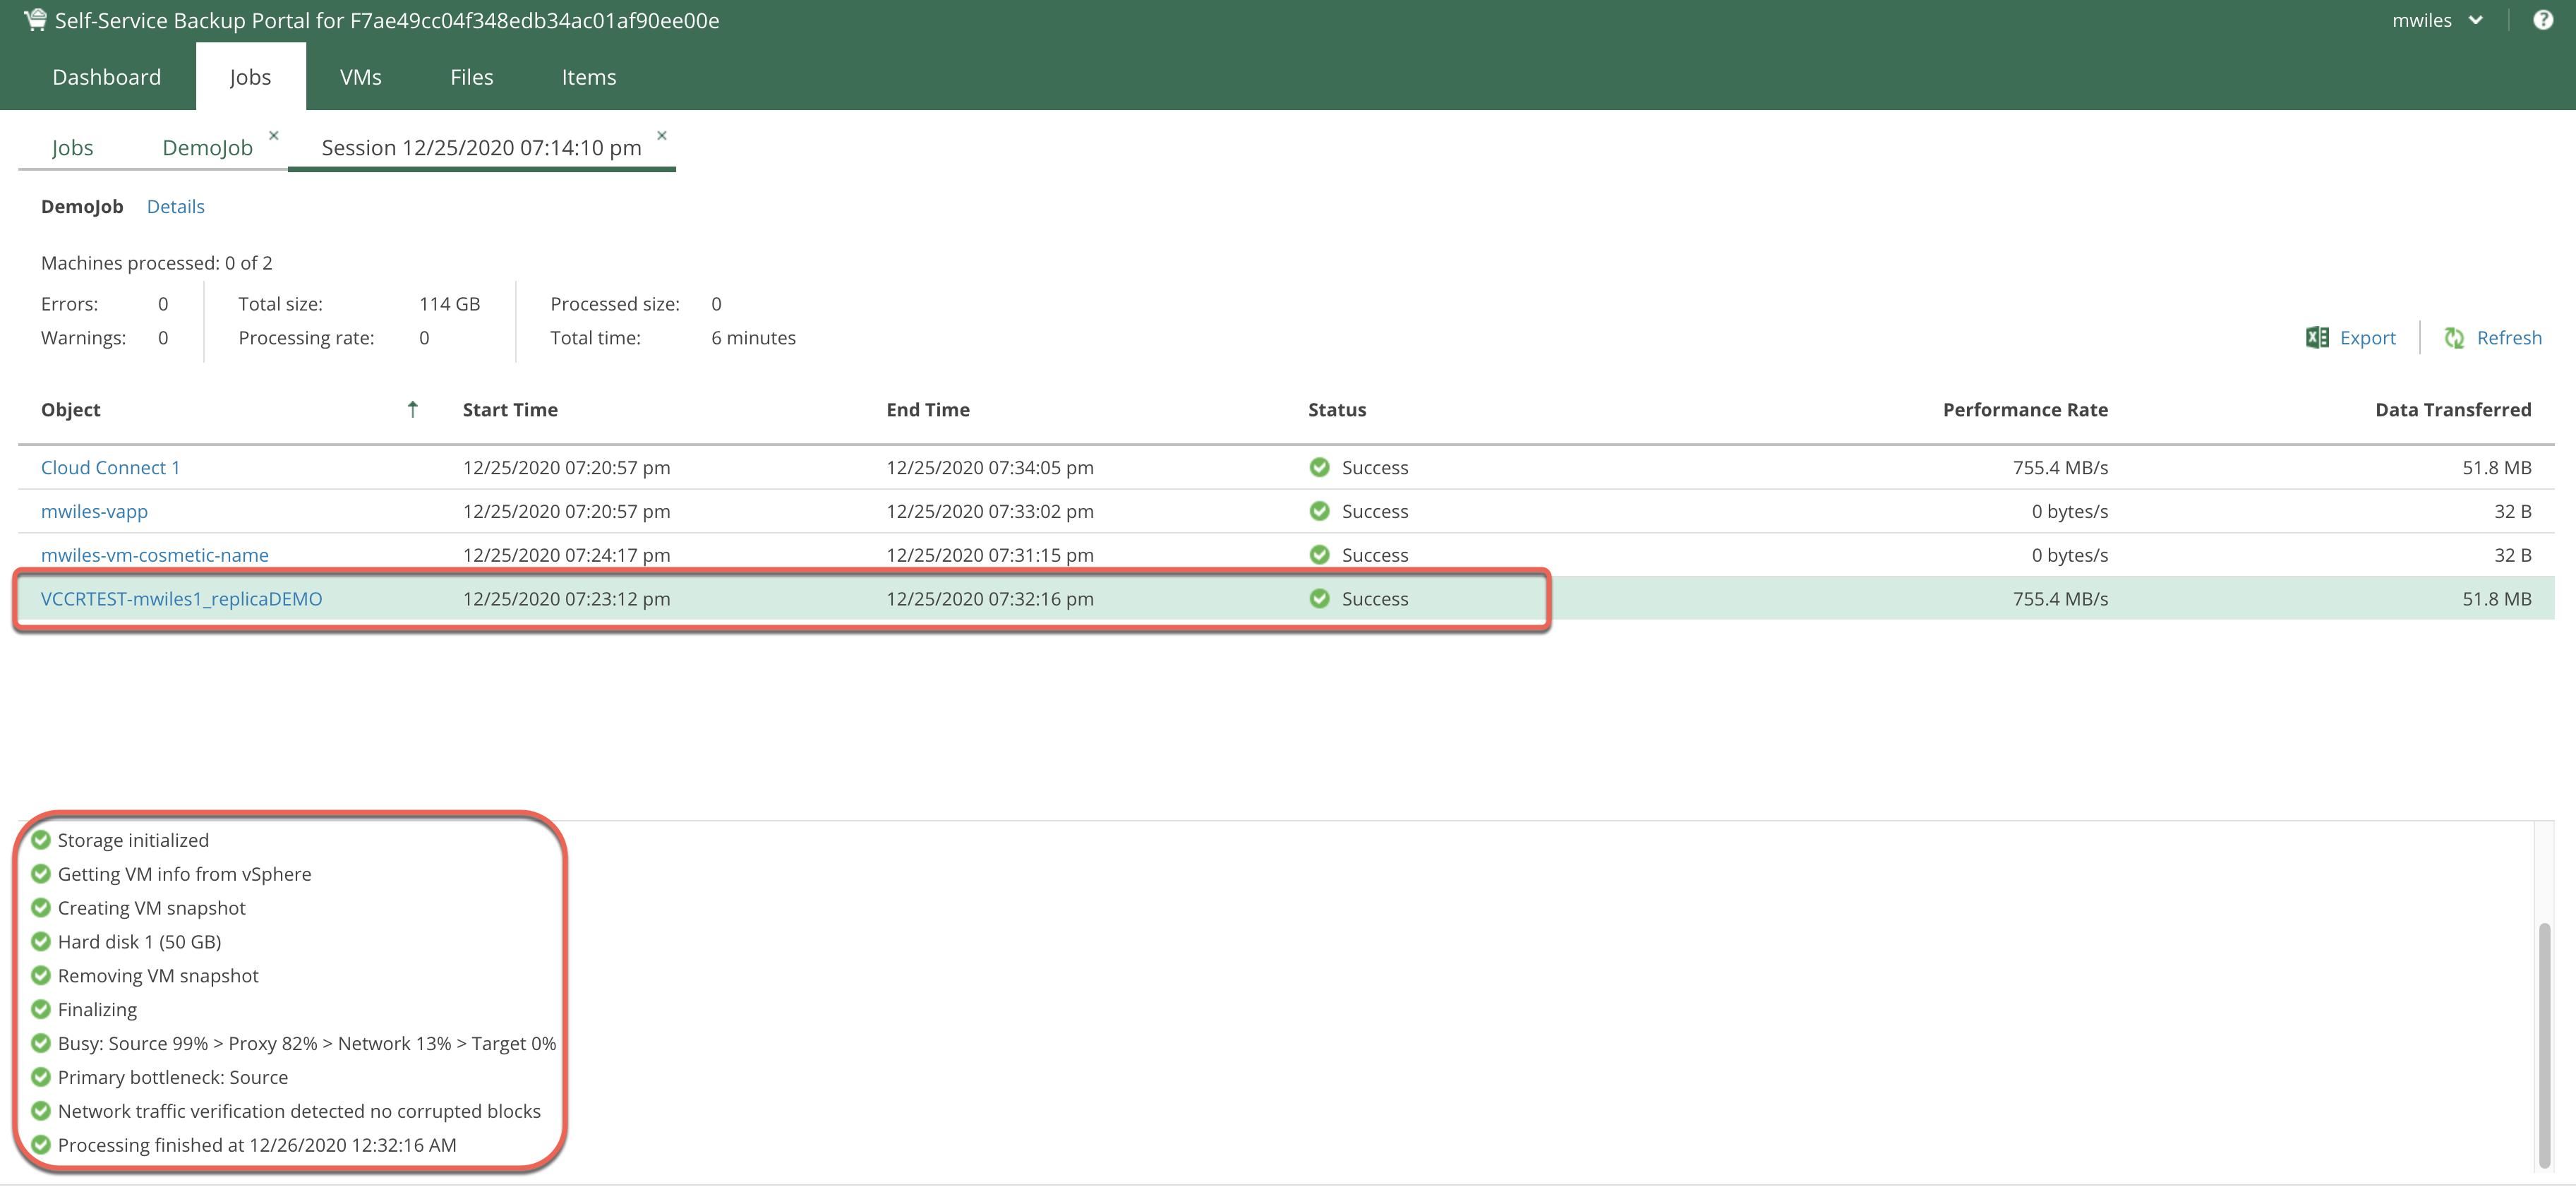 Self-Service Backup Portal for F7ae49cc04f348edb34ac01af90ee00e
mwiles
Dashboard Jobs VMs Files Items
Jobs DemoJob × Session 12/25/2020 07:14:10 pm ×
DemoJob Details
Machines processed: 0 of 2
Errors: 0 Total size: 114 GB Processed size: 0
Warnings: 0 Processing rate: 0 Total time: 6 minutes
Export Refresh
Object Start Time End Time Status Performance Rate Data Transferred
Cloud Connect 1 12/25/2020 07:20:57 pm 12/25/2020 07:34:05 pm Success 755.4 MB/s 51.8 MB
mwiles-vapp 12/25/2020 07:20:57 pm 12/25/2020 07:33:02 pm Success 0 bytes/s 32 B
mwiles-vm-cosmetic-name 12/25/2020 07:24:17 pm 12/25/2020 07:31:15 pm Success 0 bytes/s 32 B
VCCRTEST-mwiles1_replicaDEMO 12/25/2020 07:23:12 pm 12/25/2020 07:32:16 pm Success 755.4 MB/s 51.8 MB
Storage initialized
Getting VM info from vSphere
Creating VM snapshot
Hard disk 1 (50 GB)
Removing VM snapshot
Finalizing
Busy: Source 99% > Proxy 82% > Network 13% > Target 0%
Primary bottleneck: Source
Network traffic verification detected no corrupted blocks
Processing finished at 12/26/2020 12:32:16 AM